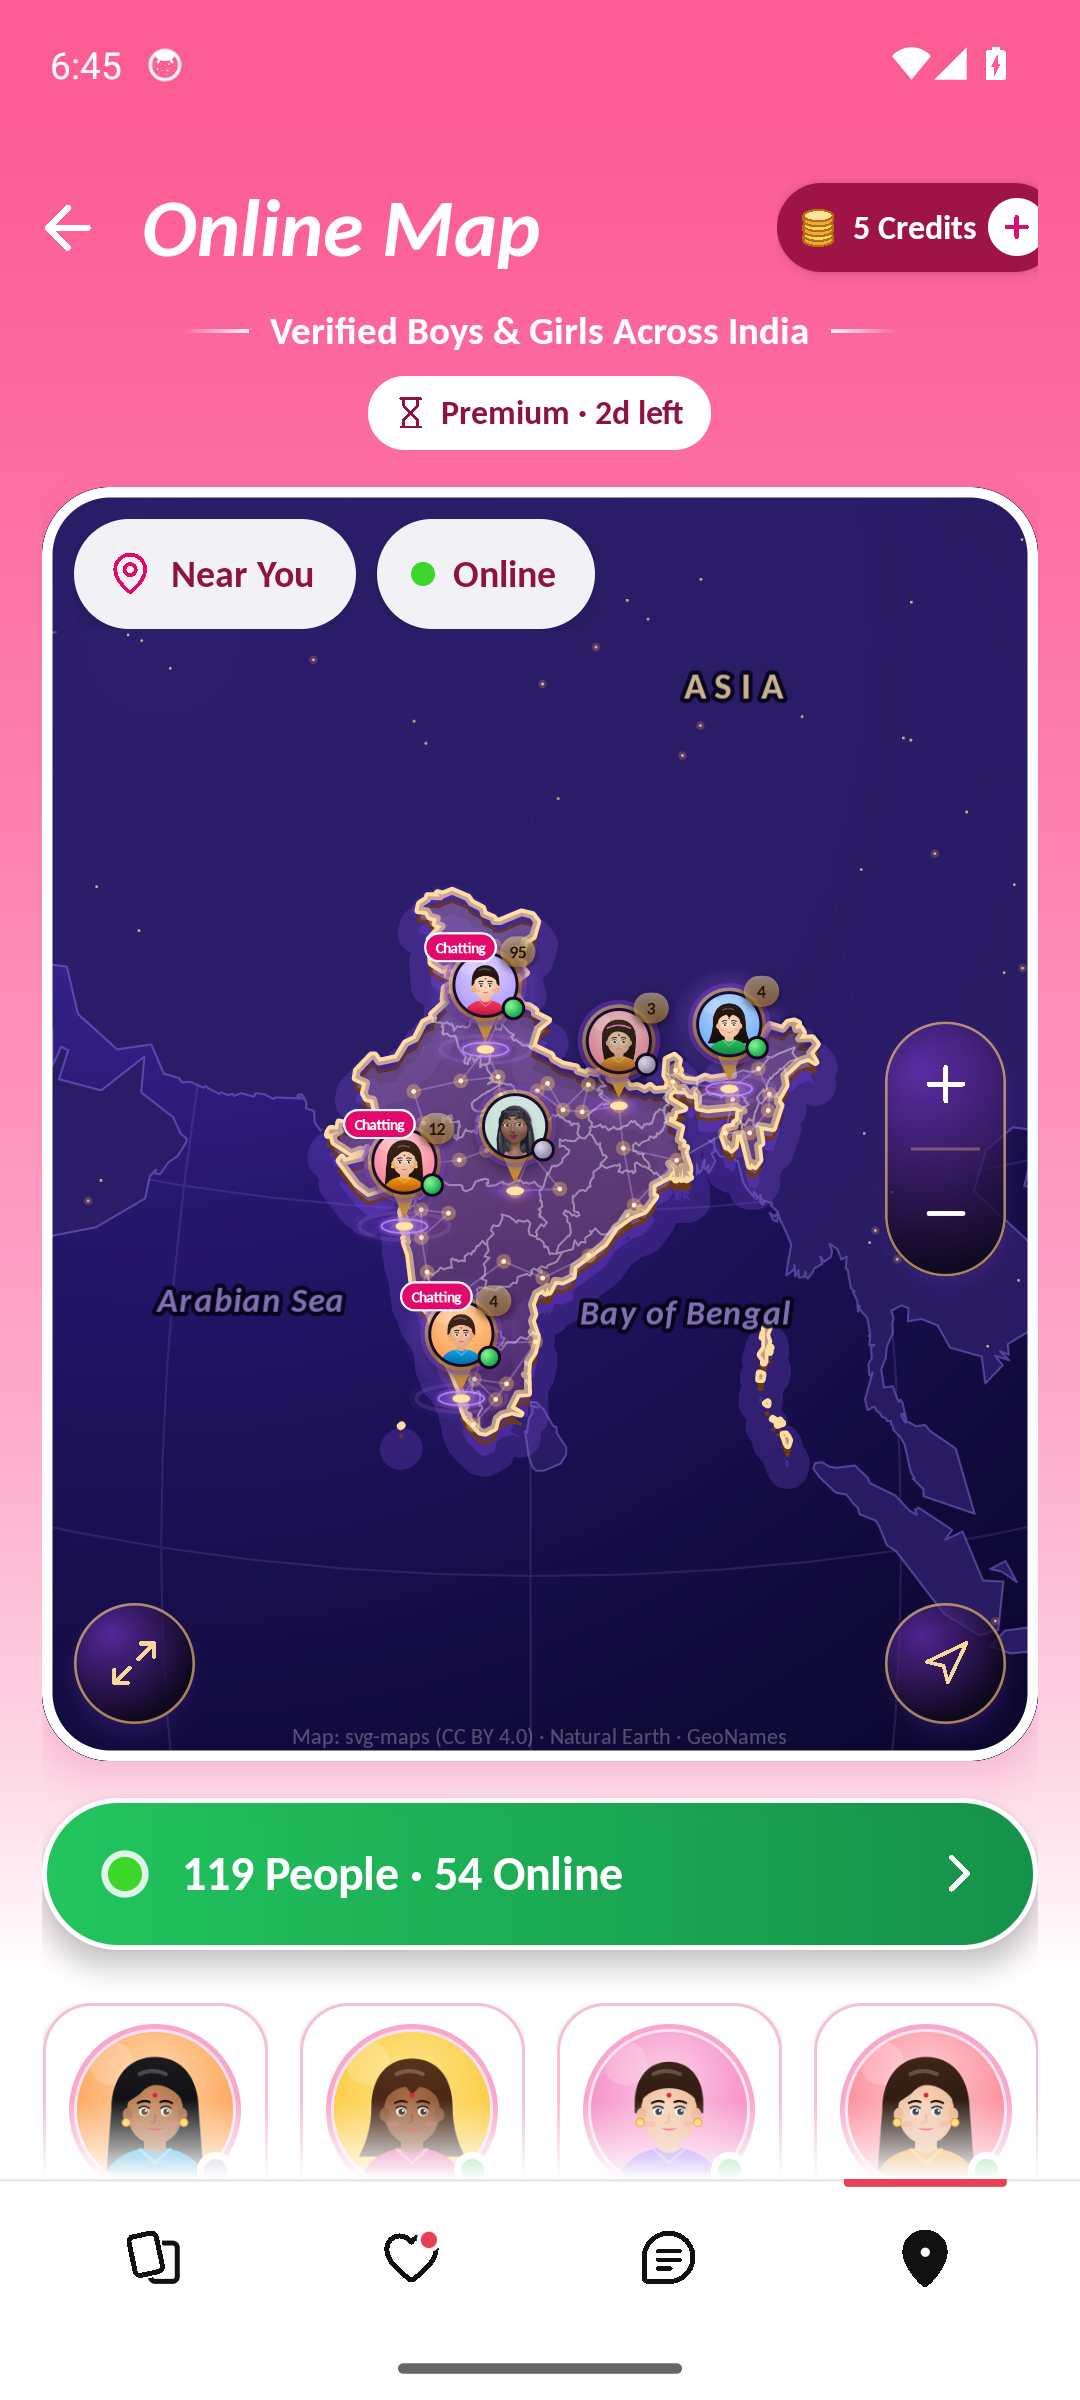 6:45
Online Map
5 Credits
Verified Boys & Girls Across India
Premium · 2d left
Near You
Online
ASIA
Chatting
95
3
4
Chatting
12
Chatting
4
Arabian Sea
Bay of Bengal
Map: svg-maps (CC BY 4.0) · Natural Earth · GeoNames
119 People · 54 Online